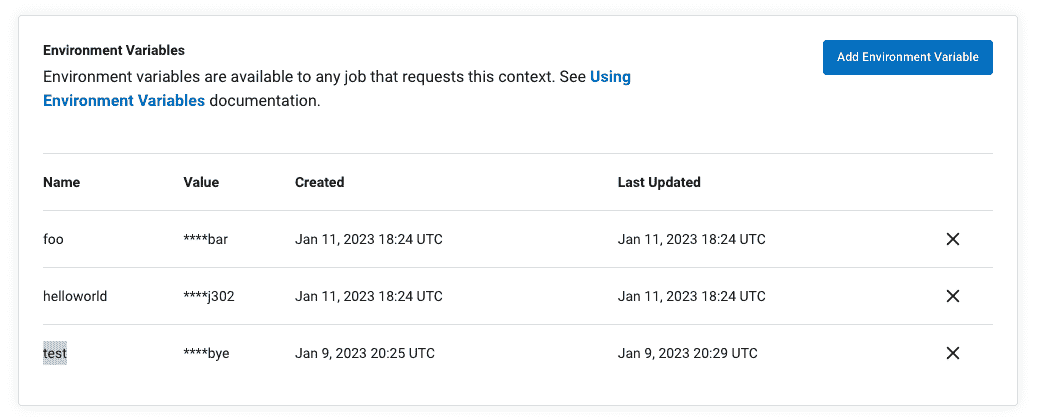 Environment Variables
Add Environment Variable
Environment variables are available to any job that requests this context. See Using
Environment Variables documentation.
Name Value Created Last Updated
foo ****bar Jan 11, 2023 18:24 UTC Jan 11, 2023 18:24 UTC
helloworld ****j302 Jan 11, 2023 18:24 UTC Jan 11, 2023 18:24 UTC
test ****bye Jan 9, 2023 20:25 UTC Jan 9, 2023 20:29 UTC